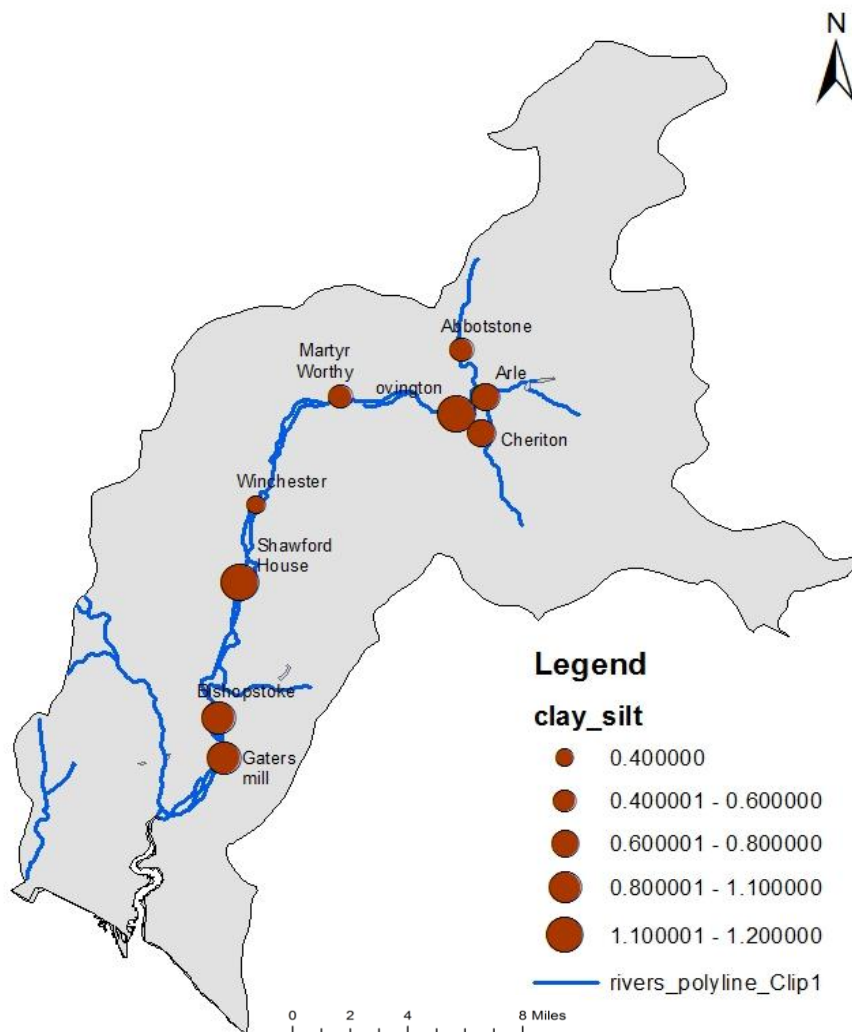 N
Abbotstone
Martyr
Worthy
ovington
Arle
Cheriton
Winchester
Shawford
House
Bishopstoke
Gaters
mill
Legend
clay_silt
0.400000
0.400001 - 0.600000
0.600001 - 0.800000
0.800001 - 1.100000
1.100001 - 1.200000
rivers_polyline_Clip1
0 4 8 Miles